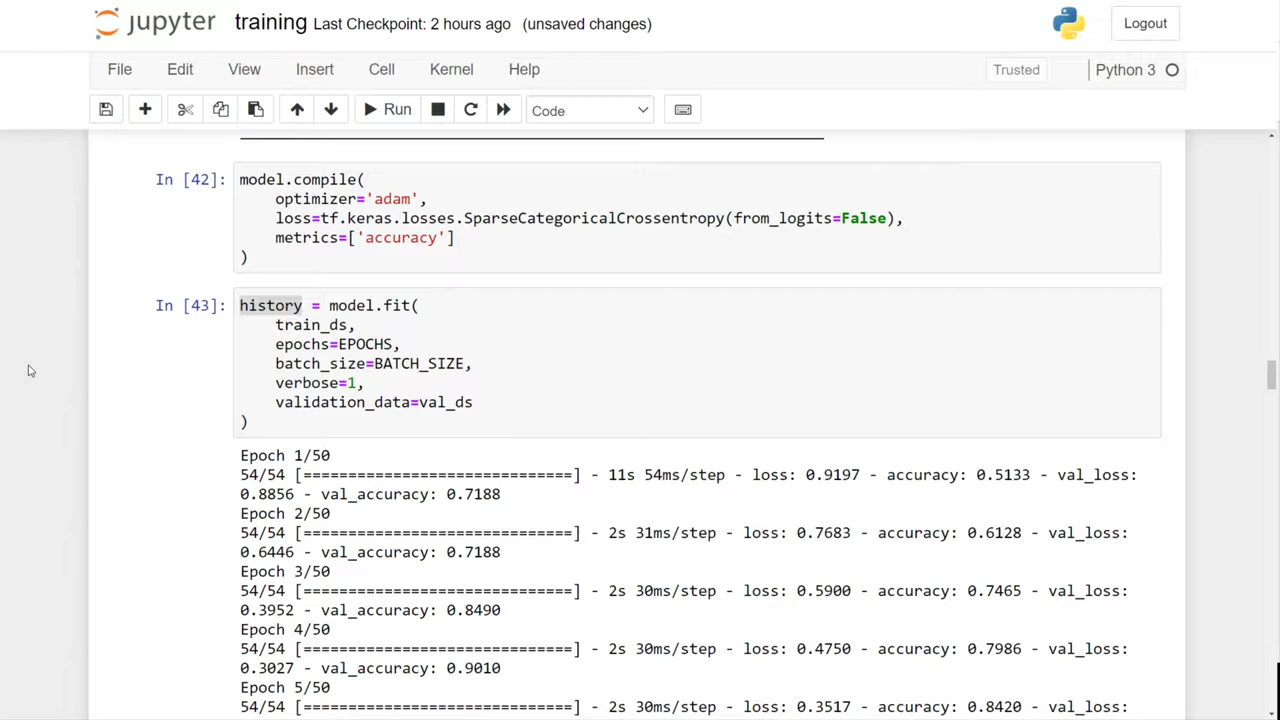 jupyter training Last Checkpoint: 2 hours ago (unsaved changes) Logout
File Edit View Insert Cell Kernel Help Trusted Python 3
Run Code
In [42]: model.compile(
optimizer='adam',
loss=tf.keras.losses.SparseCategoricalCrossentropy(from_logits=False),
metrics=['accuracy']
)
In [43]: history = model.fit(
train_ds,
epochs=EPOCHS,
batch_size=BATCH_SIZE,
verbose=1,
validation_data=val_ds
)
Epoch 1/50
54/54 [==============================] - 11s 54ms/step - loss: 0.9197 - accuracy: 0.5133 - val_loss:
0.8856 - val_accuracy: 0.7188
Epoch 2/50
54/54 [==============================] - 2s 31ms/step - loss: 0.7683 - accuracy: 0.6128 - val_loss:
0.6446 - val_accuracy: 0.7188
Epoch 3/50
54/54 [==============================] - 2s 30ms/step - loss: 0.5900 - accuracy: 0.7465 - val_loss:
0.3952 - val_accuracy: 0.8490
Epoch 4/50
54/54 [==============================] - 2s 30ms/step - loss: 0.4750 - accuracy: 0.7986 - val_loss:
0.3027 - val_accuracy: 0.9010
Epoch 5/50
54/54 [==============================] - 2s 30ms/step - loss: 0.3517 - accuracy: 0.8420 - val_loss: